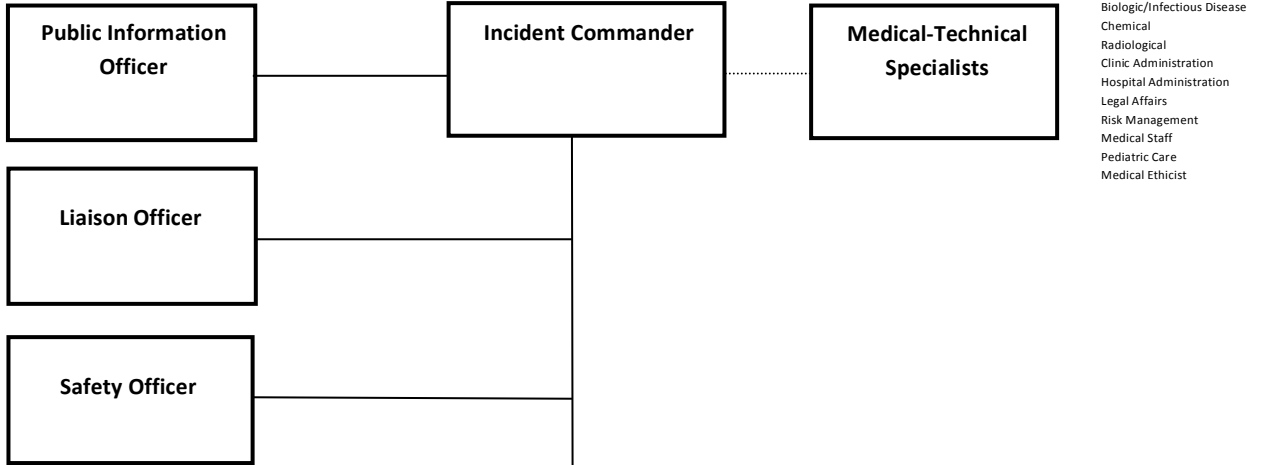 Public Information
Officer
Incident Commander
Medical-Technical
Specialists
Biologic/Infectious Disease
Chemical
Radiological
Clinic Administration
Hospital Administration
Legal Affairs
Risk Management
Medical Staff
Pediatric Care
Medical Ethicist
Liaison Officer
Safety Officer